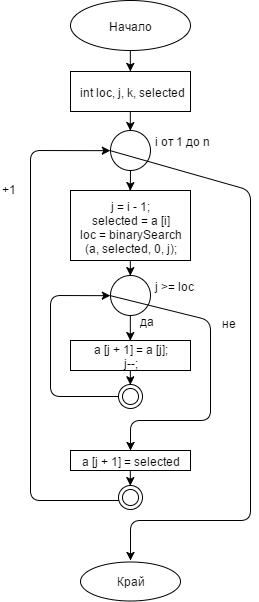 Начало
int loc, j, k, selected
i от 1 до n
+1
j = i - 1;
selected = a [i]
loc = binarySearch
(a, selected, 0, j);
j >= loc
да
не
a [j + 1] = a [j];
j--;
a [j + 1] = selected
Край